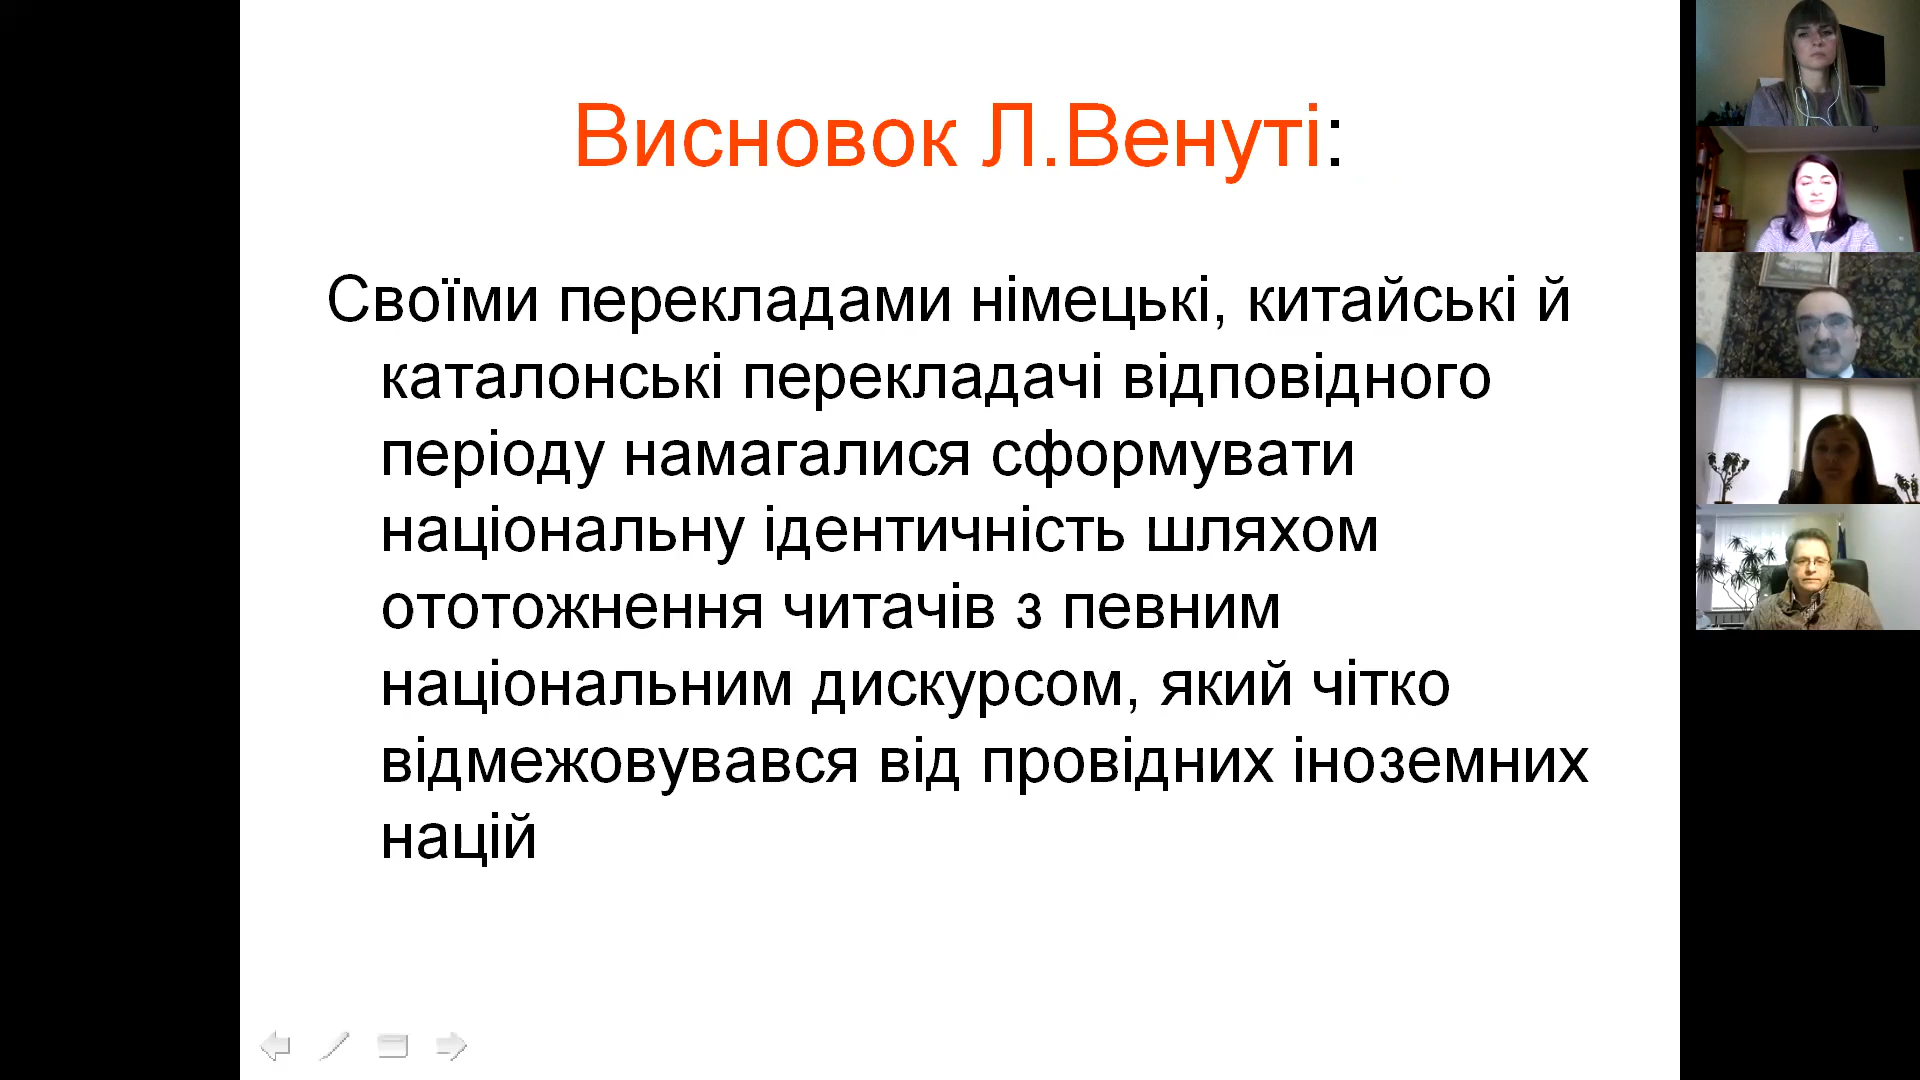 Висновок Л.Венуті:
Своїми перекладами німецькі, китайські й
каталонські перекладачі відповідного
періоду намагалися сформувати
національну ідентичність шляхом
ототожнення читачів з певним
національним дискурсом, який чітко
відмежовувався від провідних іноземних
націй